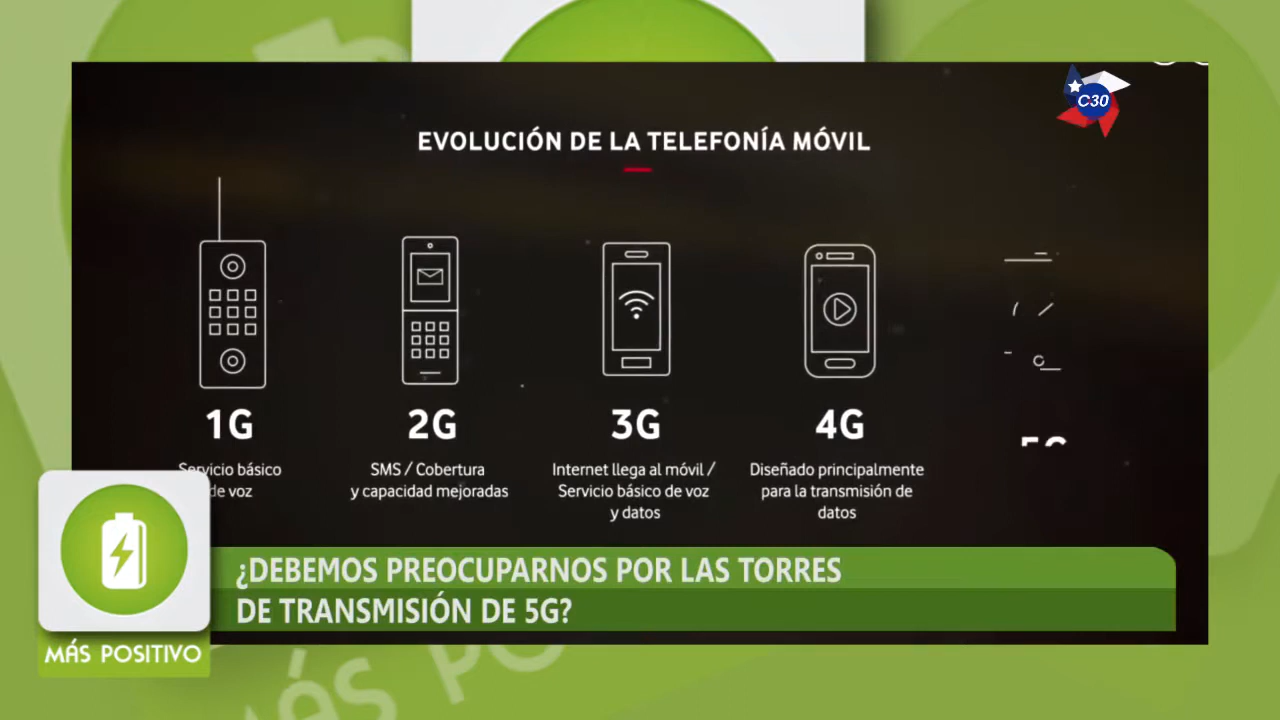 C30
EVOLUCIÓN DE LA TELEFONÍA MÓVIL
1G
2G
3G
4G
5G
Servicio básico
de voz
SMS / Cobertura
y capacidad mejoradas
Internet llega al móvil /
Servicio básico de voz
y datos
Diseñado principalmente
para la transmisión de
datos
¿DEBEMOS PREOCUPARNOS POR LAS TORRES
DE TRANSMISIÓN DE 5G?
MÁS POSITIVO